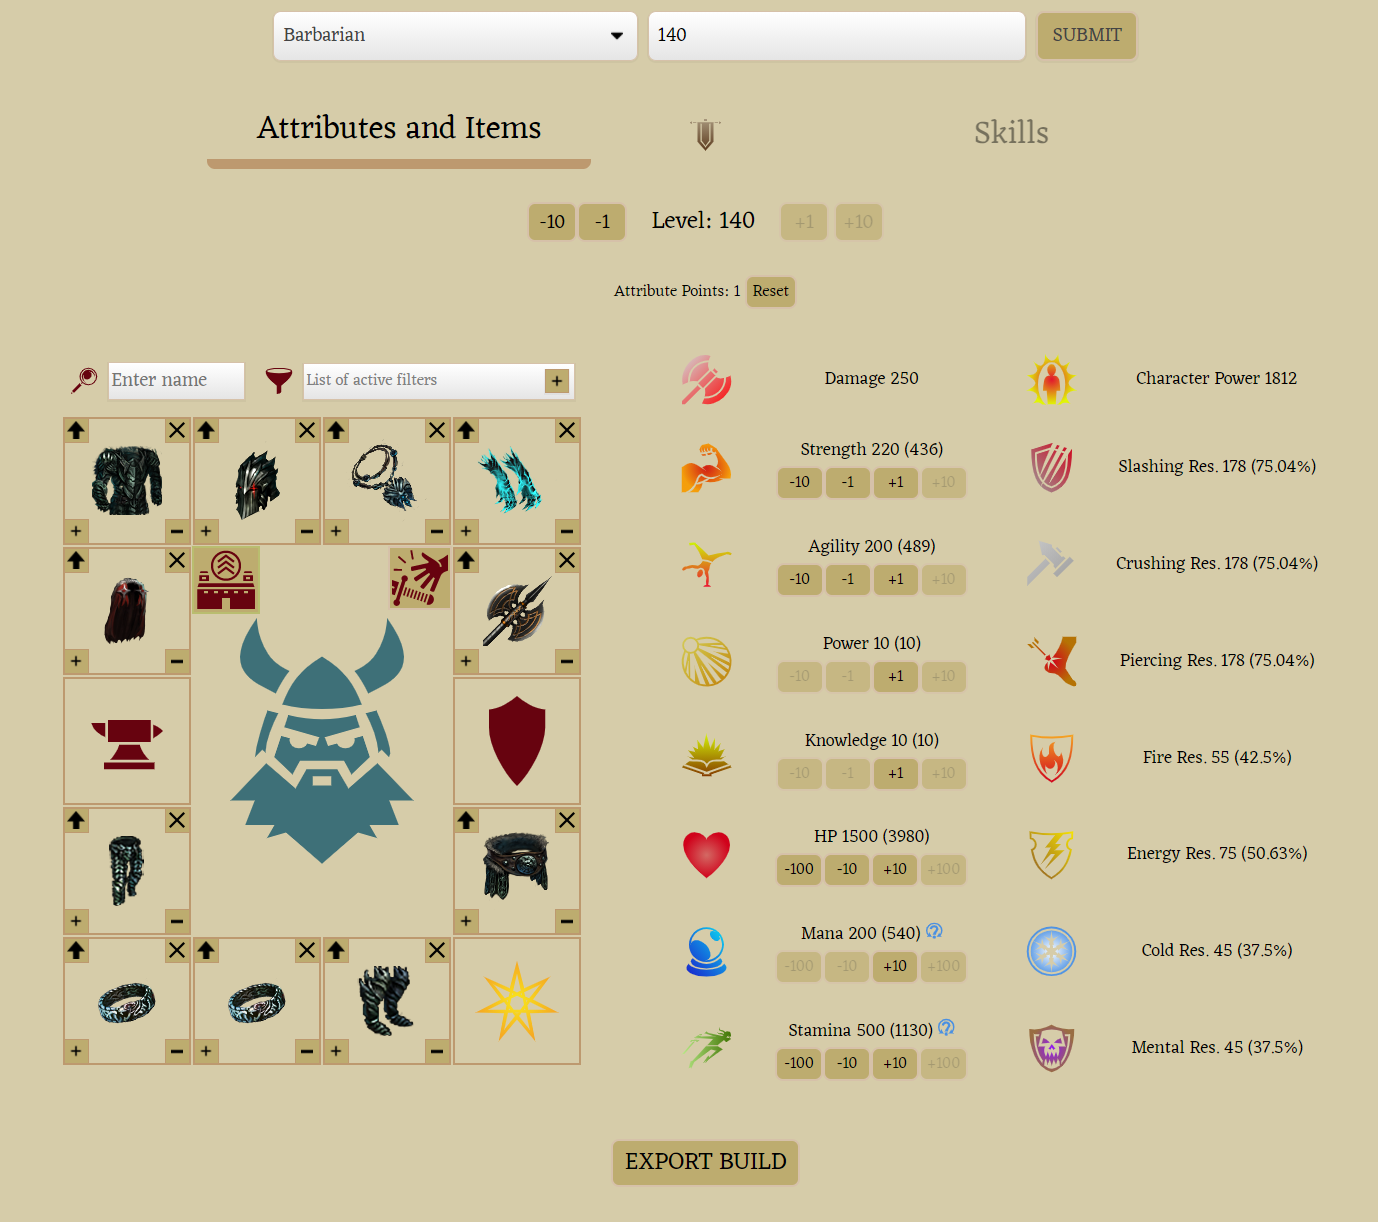 Barbarian
140
SUBMIT
Attributes and Items
Skills
-10 -1 Level: 140 +1 +10
Attribute Points: 1 Reset
Enter name
List of active filters +
Damage 250
Character Power 1812
Strength 220 (436)
-10 -1 +1 +10
Slashing Res. 178 (75.04%)
Agility 200 (489)
-10 -1 +1 +10
Crushing Res. 178 (75.04%)
Power 10 (10)
-10 -1 +1 +10
Piercing Res. 178 (75.04%)
Knowledge 10 (10)
-10 -1 +1 +10
Fire Res. 55 (42.5%)
HP 1500 (3980)
-100 -10 +10 +100
Energy Res. 75 (50.63%)
Mana 200 (540)
-100 -10 +10 +100
Cold Res. 45 (37.5%)
Stamina 500 (1130)
-100 -10 +10 +100
Mental Res. 45 (37.5%)
EXPORT BUILD